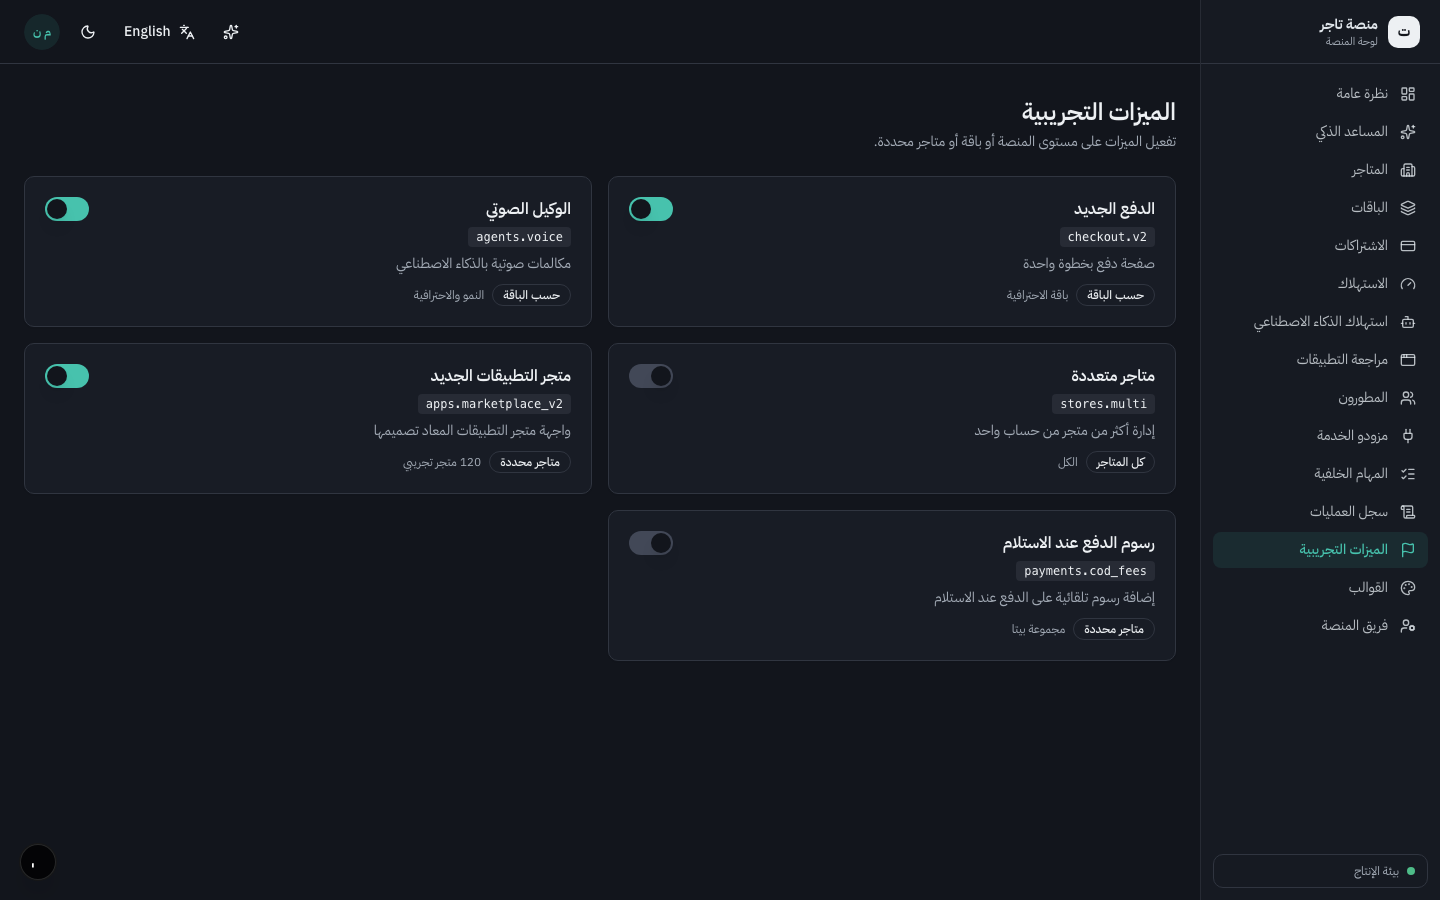 منصة تاجر
لوحة المنصة
ت
English
م ن
نظرة عامة
المساعد الذكي
المتاجر
الباقات
الاشتراكات
الاستهلاك
استهلاك الذكاء الاصطناعي
مراجعة التطبيقات
المطورون
مزودو الخدمة
المهام الخلفية
سجل العمليات
الميزات التجريبية
القوالب
فريق المنصة
بيئة الإنتاج
الميزات التجريبية
تفعيل الميزات على مستوى المنصة أو باقة أو متاجر محددة.
الدفع الجديد
checkout.v2
صفحة دفع بخطوة واحدة
حسب الباقة باقة الاحترافية
الوكيل الصوتي
agents.voice
مكالمات صوتية بالذكاء الاصطناعي
حسب الباقة النمو والاحترافية
متاجر متعددة
stores.multi
إدارة أكثر من متجر من حساب واحد
كل المتاجر الكل
متجر التطبيقات الجديد
apps.marketplace_v2
واجهة متجر التطبيقات المعاد تصميمها
متاجر محددة 120 متجر تجريبي
رسوم الدفع عند الاستلام
payments.cod_fees
إضافة رسوم تلقائية على الدفع عند الاستلام
متاجر محددة مجموعة بيتا